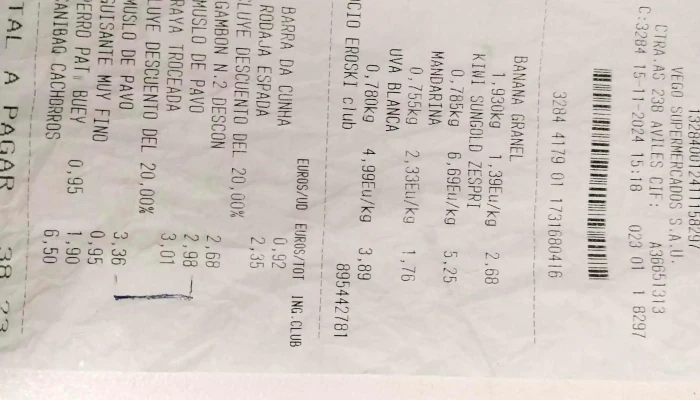 VEGO SUPERMERCADOS S.A.U.
CTRA.AS 238 AVILES CIF: A36651313
C:3284 15-11-2024 15:18 023 01 1 8297
3284 4179 01 1731680416
BANANA GRANEL
1,930kg 1,39Eu/kg 2,68
KIWI SUNGOLD ZESPRI
0,785kg 6,69Eu/kg 5,25
MANDARINA
0,755kg 2,33Eu/kg 1,76
UVA BLANCA
0,780kg 4,99Eu/kg 3,89
CIO EROSKI club 895442781
EUROS/UD EUROS/TOT ING.CLUB
BARRA DA CUNHA 0,92
RODAJA ESPADA 2,35
LUYE DESCUENTO DEL 20,00%
GAMBON N.2 DESCON 2,68
MUSLO DE PAVO 2,98
RAYA TROCEADA 3,01
LUYE DESCUENTO DEL 20,00%
MUSLO DE PAVO 3,36
GUISANTE MUY FINO 0,95
PERRO PAT. BUEY 0,95 1,90
CACHORROS 6,50
TAL A PAGAR 38,23